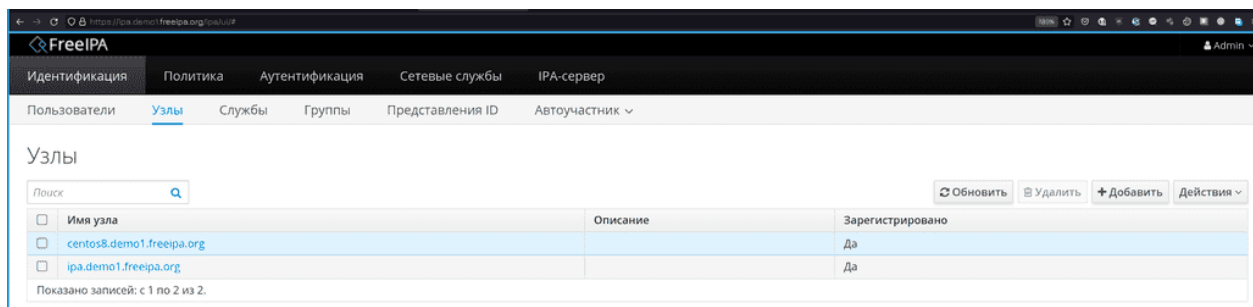 https://ipa.demo1.freeipa.org/ipa/ui/#
FreeIPA Admin
Идентификация Политика Аутентификация Сетевые службы IPA-сервер
Пользователи Узлы Службы Группы Представления ID Автоучастник
Узлы
Поиск Обновить Удалить Добавить Действия
Имя узла Описание Зарегистрировано
centos8.demo1.freeipa.org Да
ipa.demo1.freeipa.org Да
Показано записей: с 1 по 2 из 2.